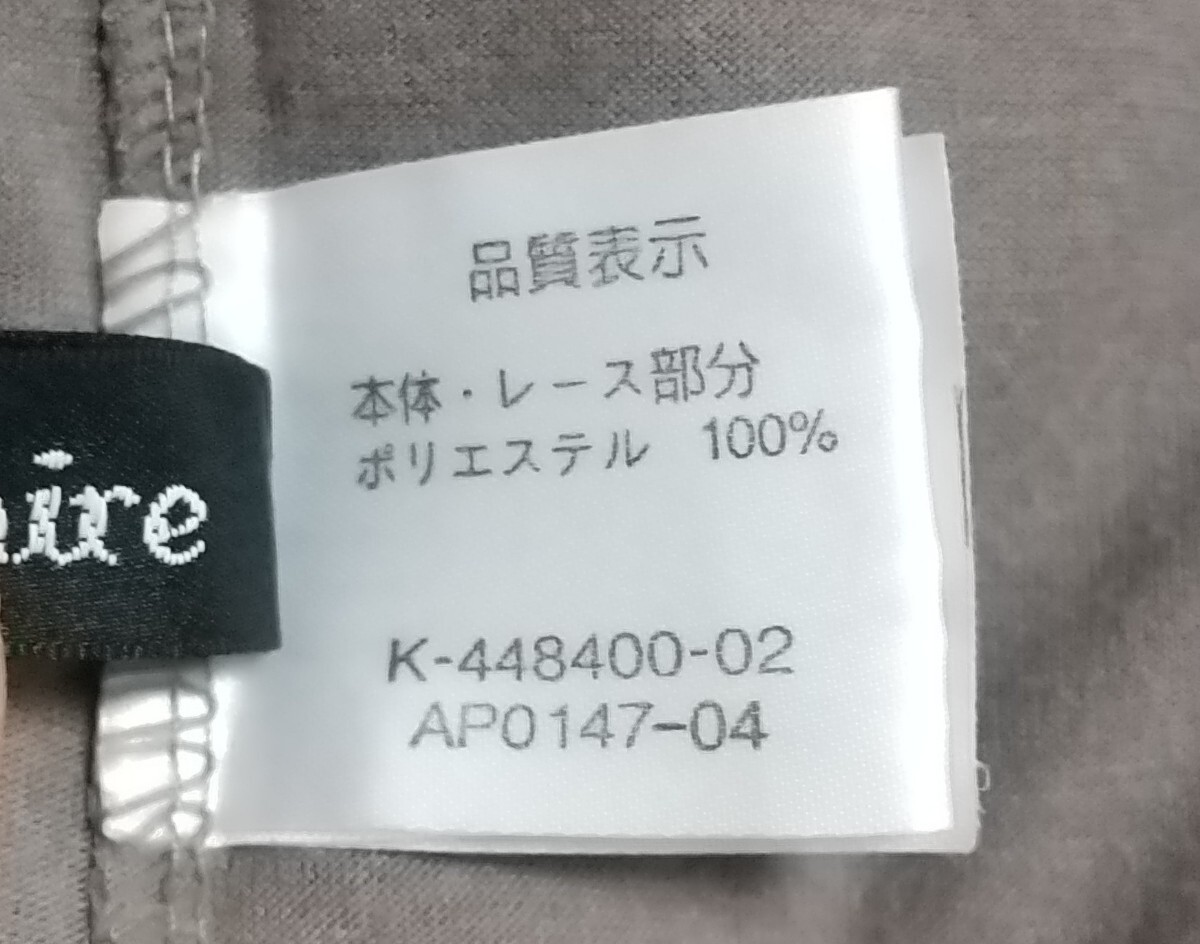 品質表示
本体・レース部分
ポリエステル 100%
K-448400-02
AP0147-04